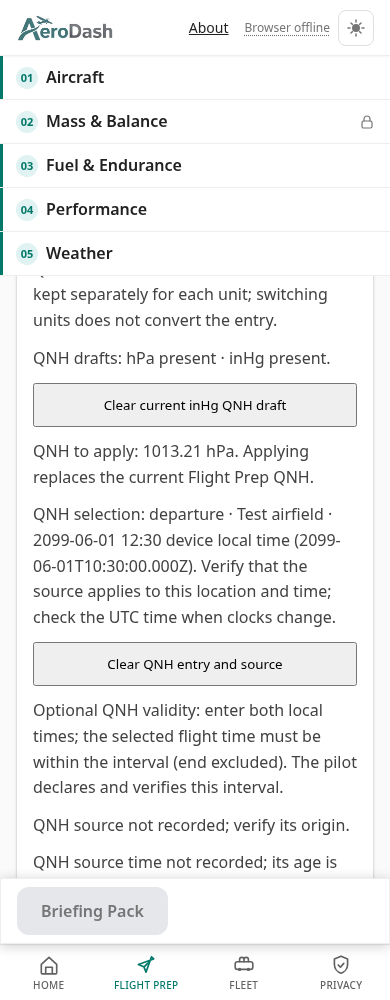 AeroDash
About
Browser offline
01 Aircraft
02 Mass & Balance
03 Fuel & Endurance
04 Performance
05 Weather
kept separately for each unit; switching
units does not convert the entry.
QNH drafts: hPa present · inHg present.
Clear current inHg QNH draft
QNH to apply: 1013.21 hPa. Applying
replaces the current Flight Prep QNH.
QNH selection: departure · Test airfield ·
2099-06-01 12:30 device local time (2099-
06-01T10:30:00.000Z). Verify that the
source applies to this location and time;
check the UTC time when clocks change.
Clear QNH entry and source
Optional QNH validity: enter both local
times; the selected flight time must be
within the interval (end excluded). The pilot
declares and verifies this interval.
QNH source not recorded; verify its origin.
QNH source time not recorded; its age is
Briefing Pack
HOME
FLIGHT PREP
FLEET
PRIVACY